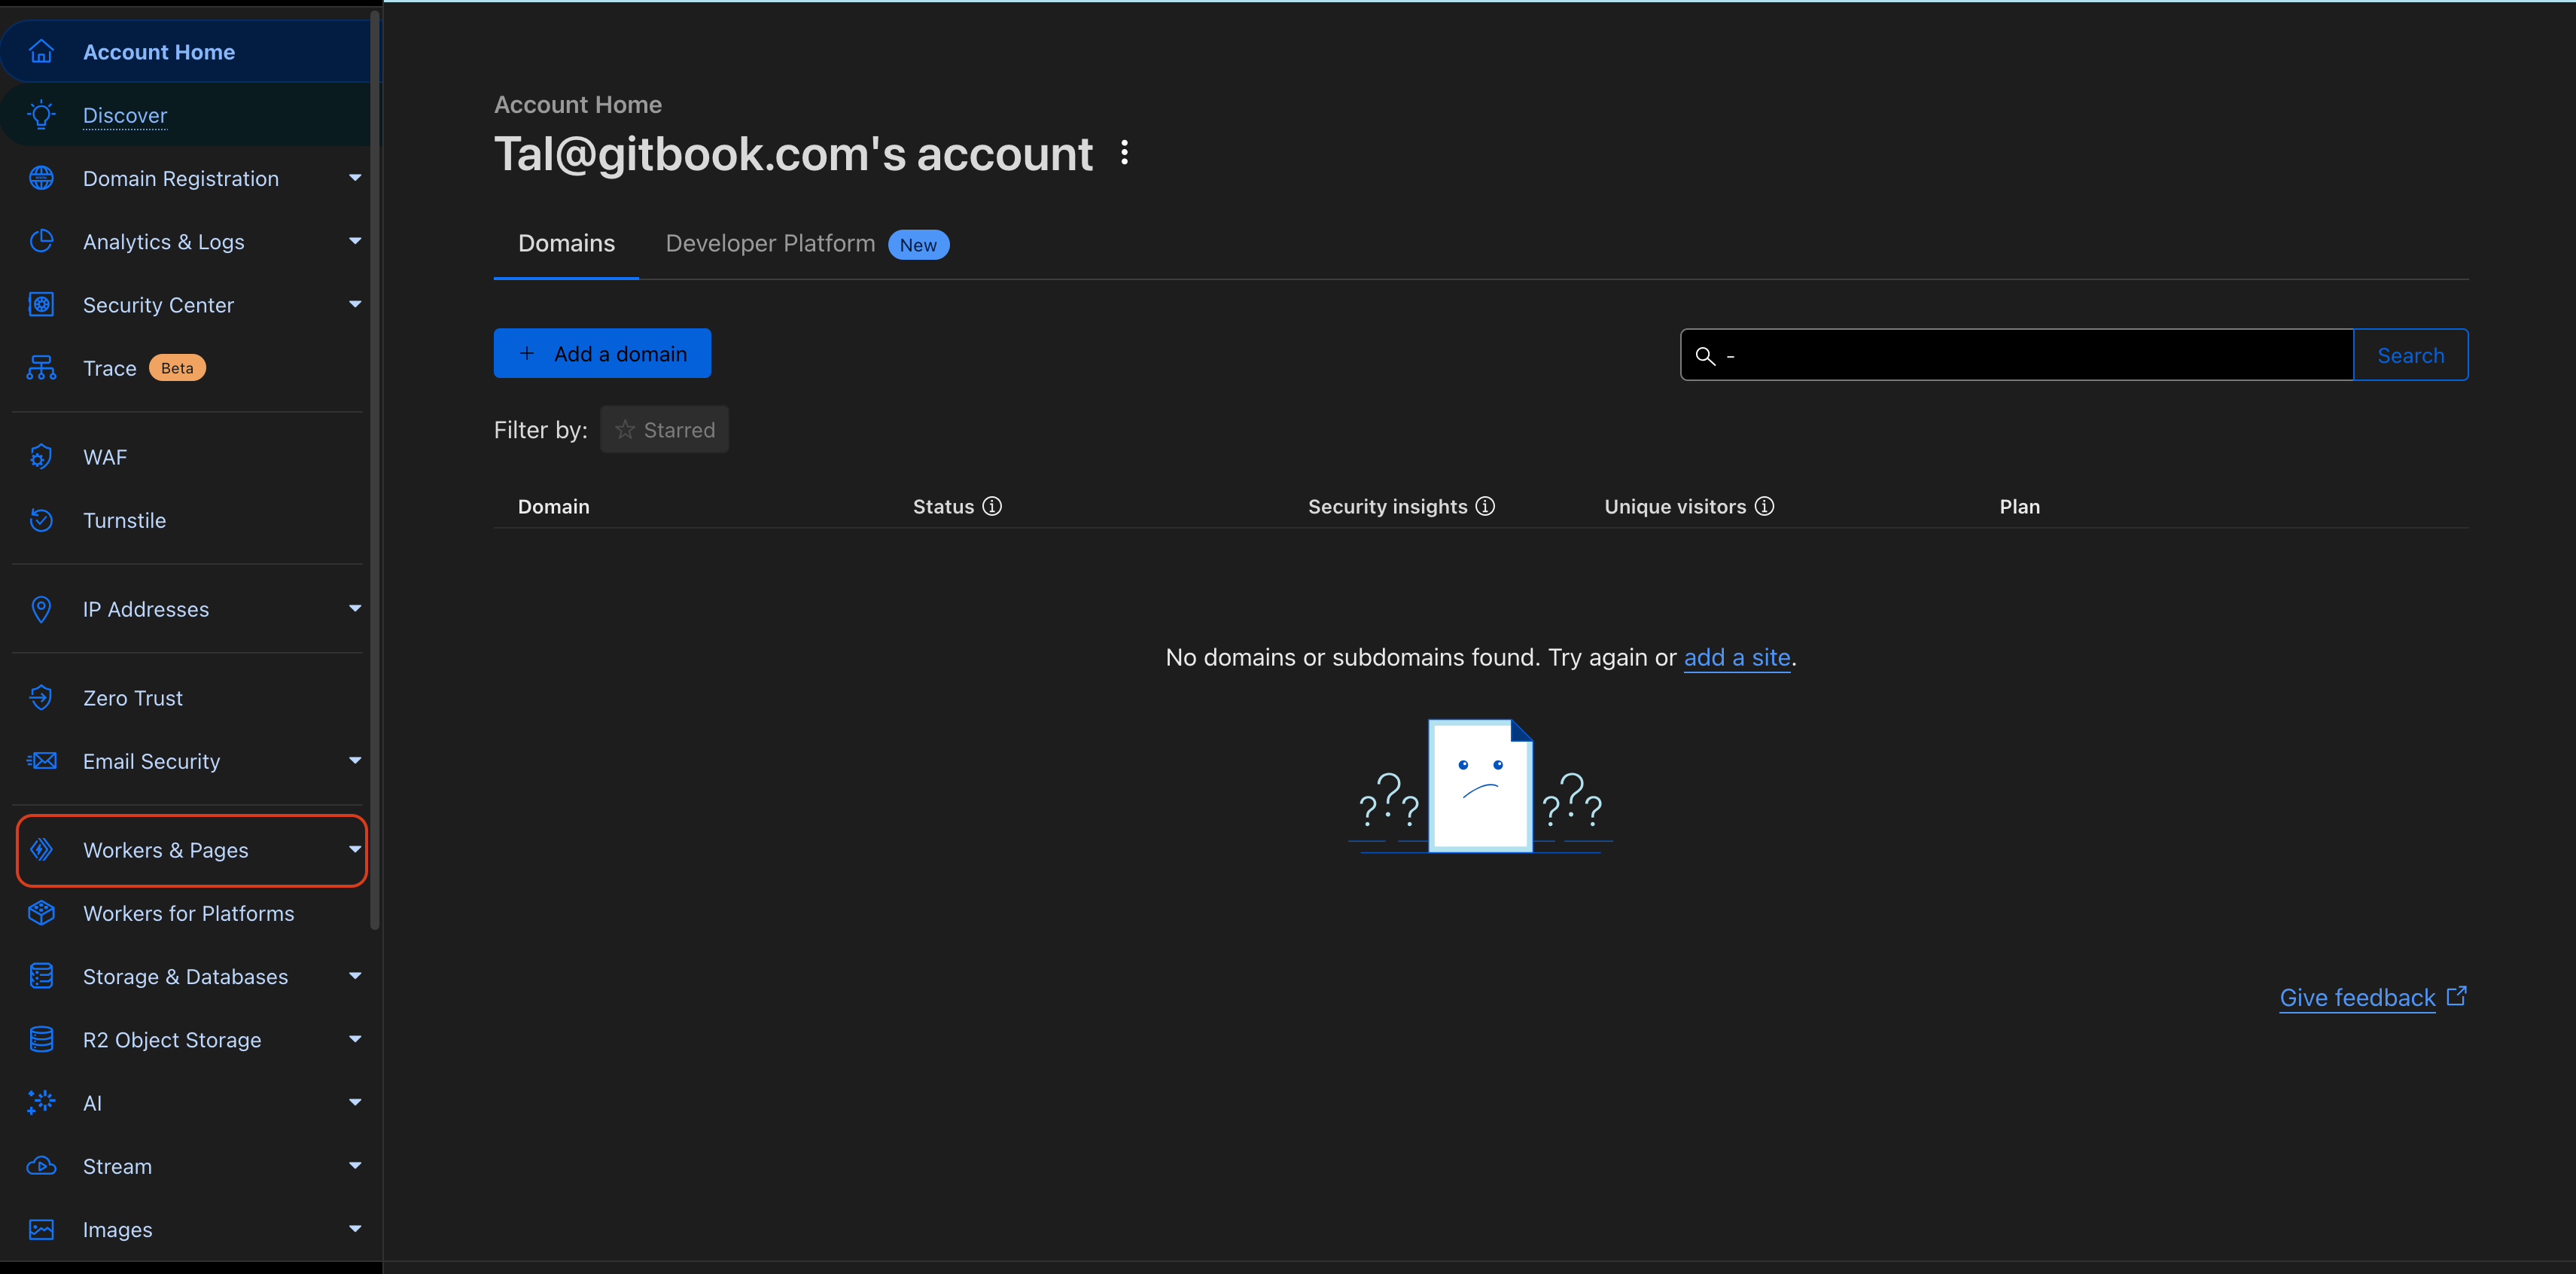 Account Home
Discover
Domain Registration
Analytics & Logs
Security Center
Trace Beta
WAF
Turnstile
IP Addresses
Zero Trust
Email Security
Workers & Pages
Workers for Platforms
Storage & Databases
R2 Object Storage
AI
Stream
Images
Account Home
Tal@gitbook.com's account
Domains Developer Platform New
+ Add a domain
- Search
Filter by: Starred
Domain Status Security insights Unique visitors Plan
No domains or subdomains found. Try again or add a site.
? ? ? ? ? ?
Give feedback